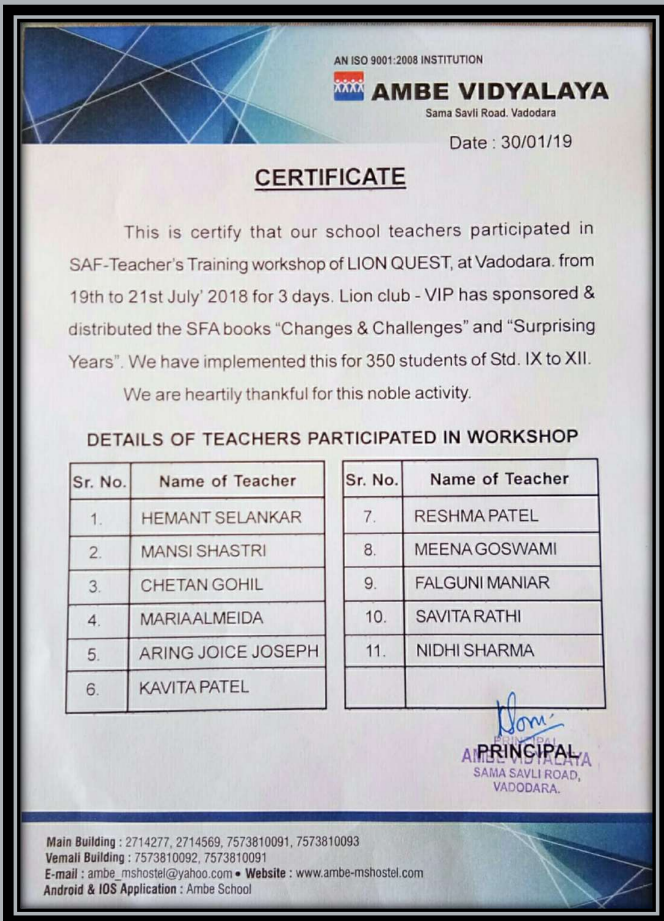 AN ISO 9001:2008 INSTITUTION
AMBE VIDYALAYA
Sama Savli Road. Vadodara
Date : 30/01/19
CERTIFICATE
This is certify that our school teachers participated in
SAF-Teacher's Training workshop of LION QUEST, at Vadodara. from
19th to 21st July' 2018 for 3 days. Lion club - VIP has sponsored &
distributed the SFA books “Changes & Challenges” and “Surprising
Years”. We have implemented this for 350 students of Std. IX to XII.
We are heartily thankful for this noble activity.
DETAILS OF TEACHERS PARTICIPATED IN WORKSHOP
Sr. No. Name of Teacher
1. HEMANT SELANKAR
2. MANSI SHASTRI
3. CHETAN GOHIL
4. MARIA ALMEIDA
5. ARING JOICE JOSEPH
6. KAVITA PATEL
Sr. No. Name of Teacher
7. RESHMA PATEL
8. MEENA GOSWAMI
9. FALGUNI MANIAR
10. SAVITA RATHI
11. NIDHI SHARMA
PRINCIPAL
PRINCIPAL
AMBE VIDYALAYA
SAMA SAVLI ROAD,
VADODARA.
Main Building : 2714277, 2714569, 7573810091, 7573810093
Vemali Building : 7573810092, 7573810091
E-mail : ambe_mshostel@yahoo.com • Website : www.ambe-mshostel.com
Android & IOS Application : Ambe School